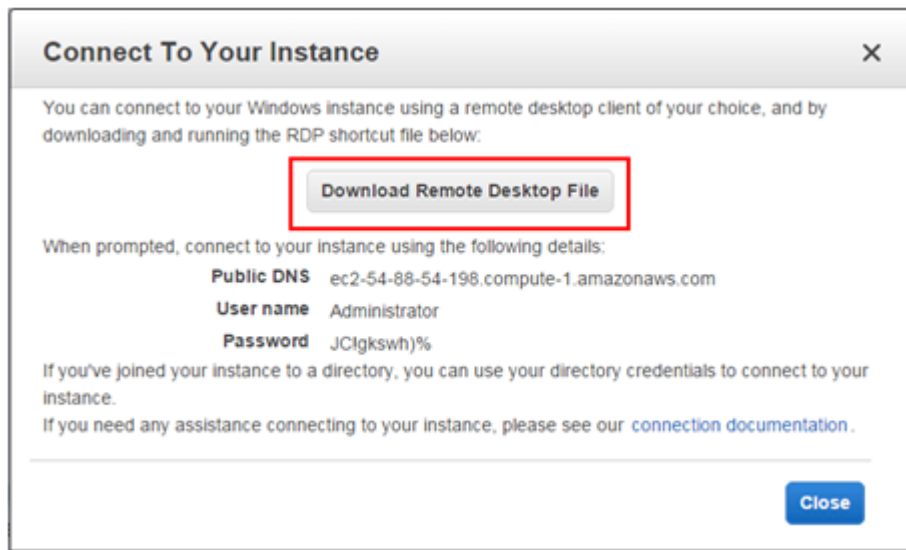 Connect To Your Instance
You can connect to your Windows instance using a remote desktop client of your choice, and by
downloading and running the RDP shortcut file below:
Download Remote Desktop File
When prompted, connect to your instance using the following details:
Public DNS ec2-54-88-54-198.compute-1.amazonaws.com
User name Administrator
Password JC!gkswh)%
If you've joined your instance to a directory, you can use your directory credentials to connect to your
instance.
If you need any assistance connecting to your instance, please see our connection documentation.
Close